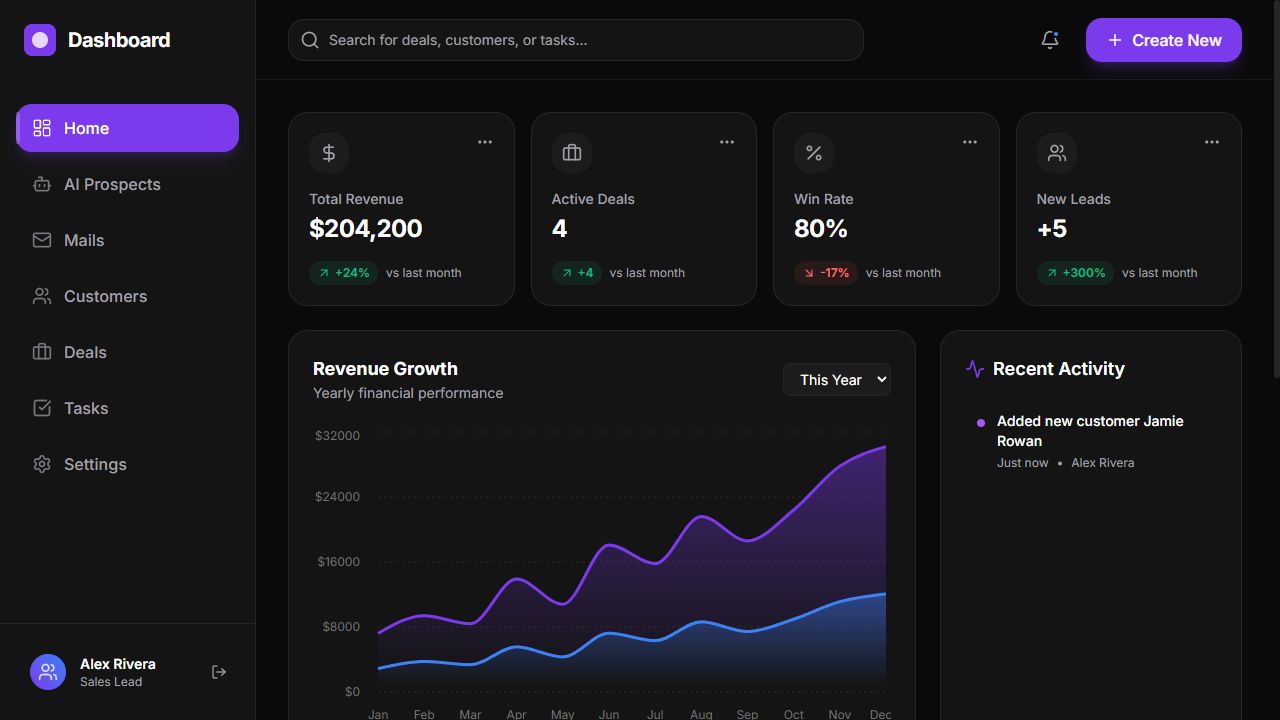 Dashboard
Home
AI Prospects
Mails
Customers
Deals
Tasks
Settings
Alex Rivera
Sales Lead
Search for deals, customers, or tasks...
Create New
Total Revenue
$204,200
+24% vs last month
Active Deals
4
+4 vs last month
Win Rate
80%
-17% vs last month
New Leads
+5
+300% vs last month
Revenue Growth
Yearly financial performance
This Year
$32000
$24000
$16000
$8000
$0
Jan Feb Mar Apr May Jun Jul Aug Sep Oct Nov Dec
Recent Activity
Added new customer Jamie
Rowan
Just now • Alex Rivera